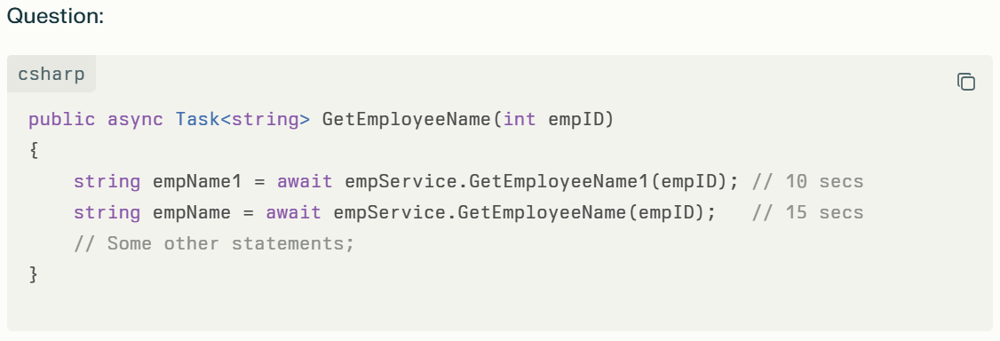 Question:
csharp
public async Task<string> GetEmployeeName(int empID)
{
    string empName1 = await empService.GetEmployeeName1(empID); // 10 secs
    string empName = await empService.GetEmployeeName(empID);   // 15 secs
    // Some other statements;
}